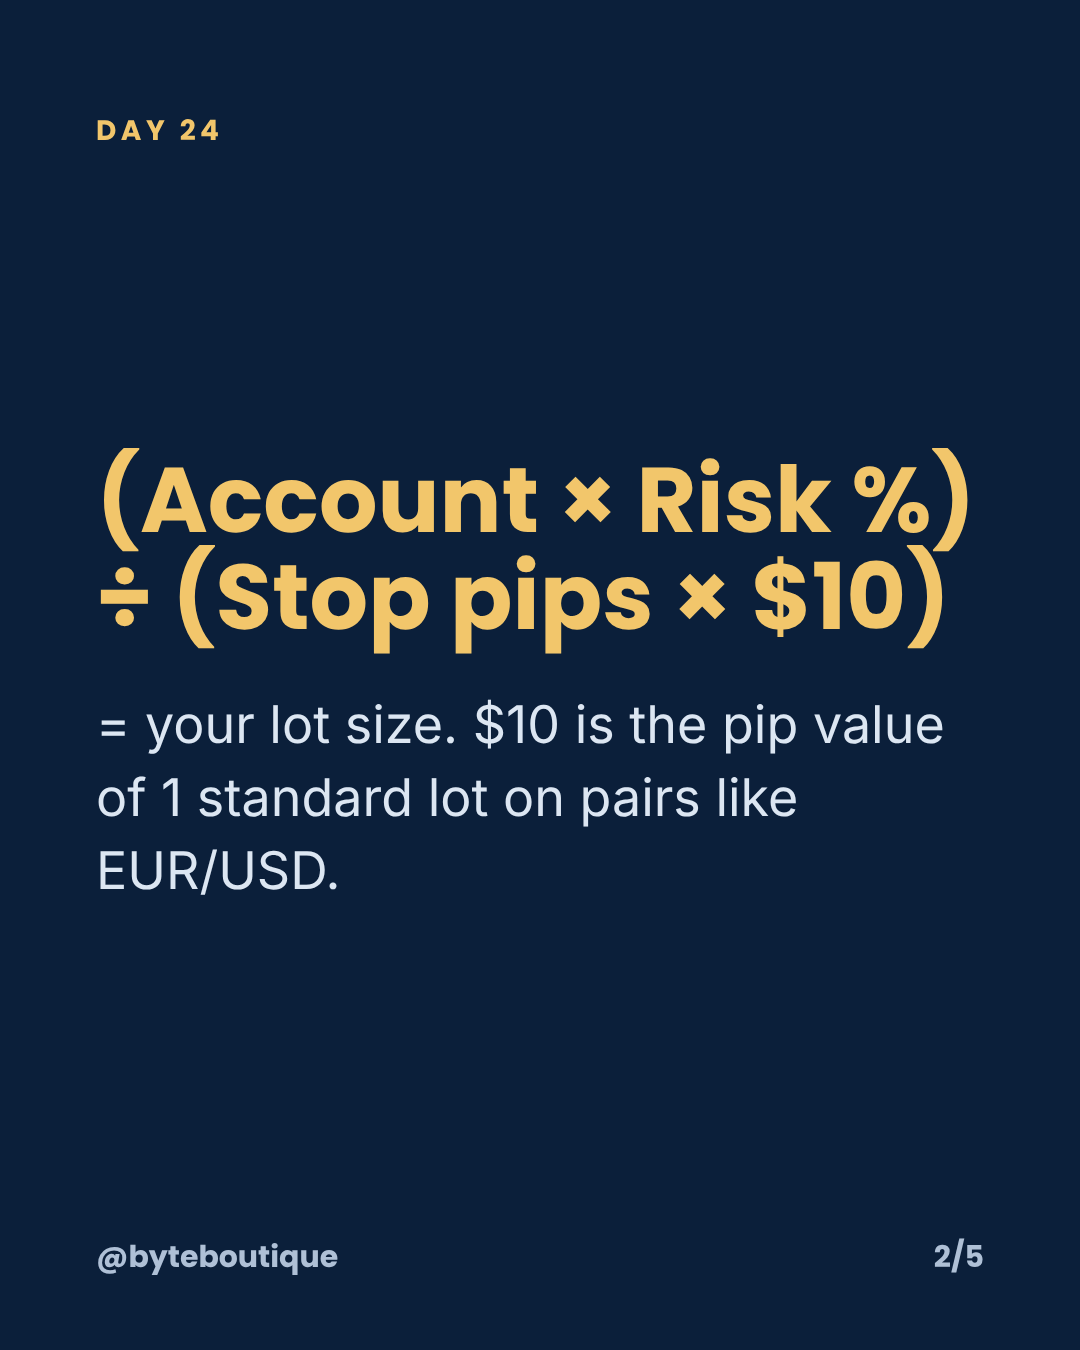 DAY 24
(Account × Risk %)
÷ (Stop pips × $10)
= your lot size. $10 is the pip value
of 1 standard lot on pairs like
EUR/USD.
@byteboutique
2/5